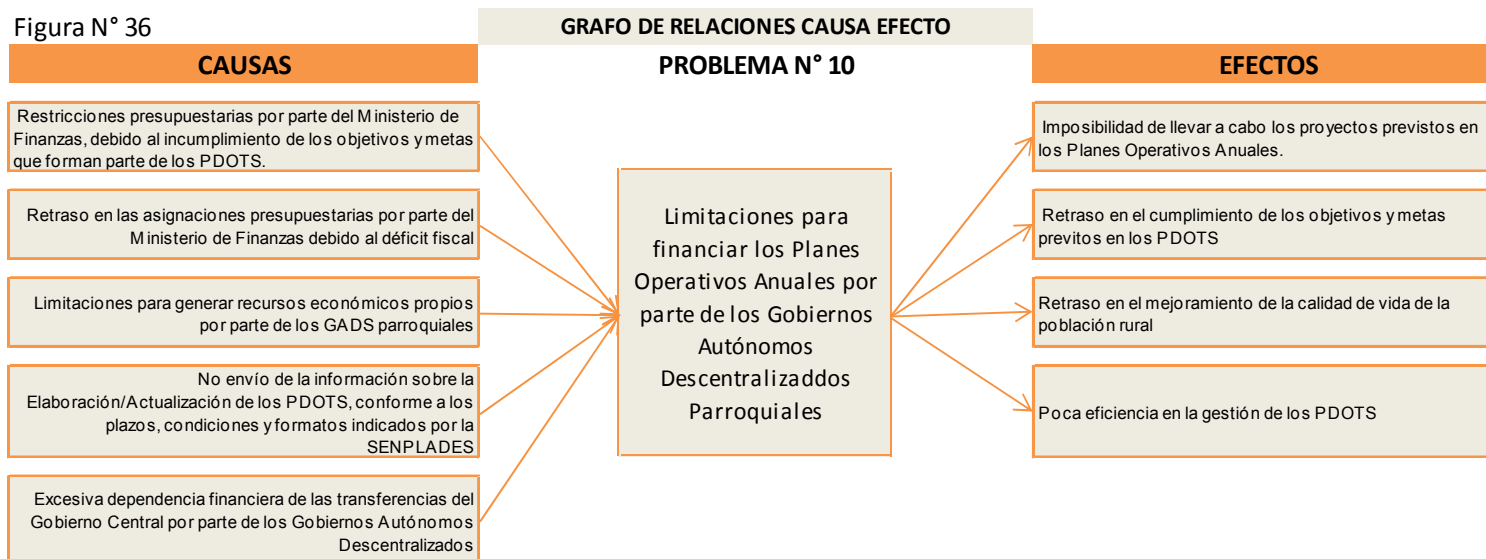 Figura N° 36
GRAFO DE RELACIONES CAUSA EFECTO
CAUSAS
PROBLEMA N° 10
EFECTOS
Restricciones presupuestarias por parte del Ministerio de
Finanzas, debido al incumplimiento de los objetivos y metas
que forman parte de los PDOTS.
Retraso en las asignaciones presupuestarias por parte del
Ministerio de Finanzas debido al déficit fiscal
Limitaciones para generar recursos económicos propios
por parte de los GADS parroquiales
No envío de la información sobre la
Elaboración/Actualización de los PDOTS, conforme a los
plazos, condiciones y formatos indicados por la
SENPLADES
Excesiva dependencia financiera de las transferencias del
Gobierno Central por parte de los Gobiernos Autónomos
Descentralizados
Limitaciones para
financiar los Planes
Operativos Anuales por
parte de los Gobiernos
Autónomos
Descentralizaddos
Parroquiales
Imposibilidad de llevar a cabo los proyectos previstos en
los Planes Operativos Anuales.
Retraso en el cumplimiento de los objetivos y metas
previtos en los PDOTS
Retraso en el mejoramiento de la calidad de vida de la
población rural
Poca eficiencia en la gestión de los PDOTS